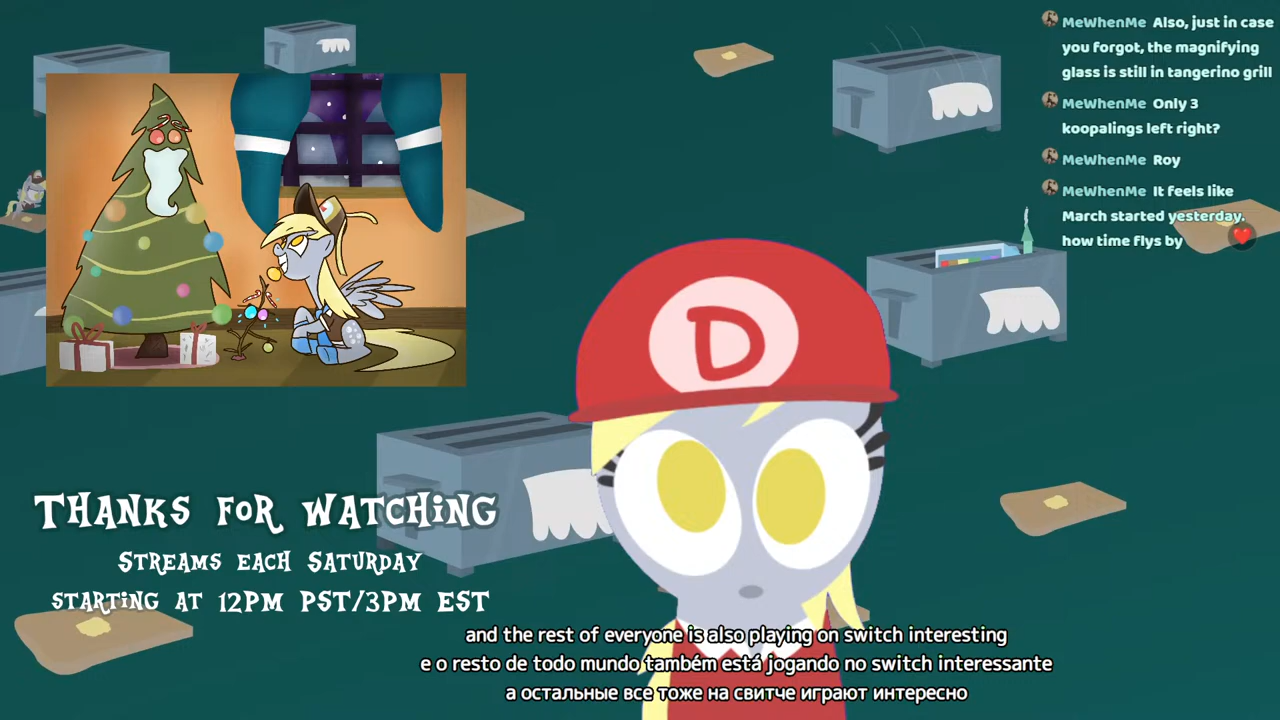 MeWhenMe Also, just in case
you forgot, the magnifying
glass is still in tangerino grill
MeWhenMe Only 3
koopalings left right?
MeWhenMe Roy
MeWhenMe It feels like
March started yesterday.
how time flys by
D
THANKS FOR WATCHING
STREAMS EACH SATURDAY
STARTING AT 12PM PST/3PM EST
and the rest of everyone is also playing on switch interesting
e o resto de todo mundo também está jogando no switch interessante
а остальные все тоже на свитче играют интересно